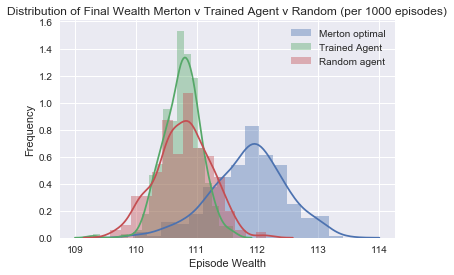 Distribution of Final Wealth Merton v Trained Agent v Random (per 1000 episodes)
1.6
1.4
1.2
1.0
0.8
0.6
0.4
0.2
0.0
Frequency
Merton optimal
Trained Agent
Random agent
109 110 111 112 113 114
Episode Wealth